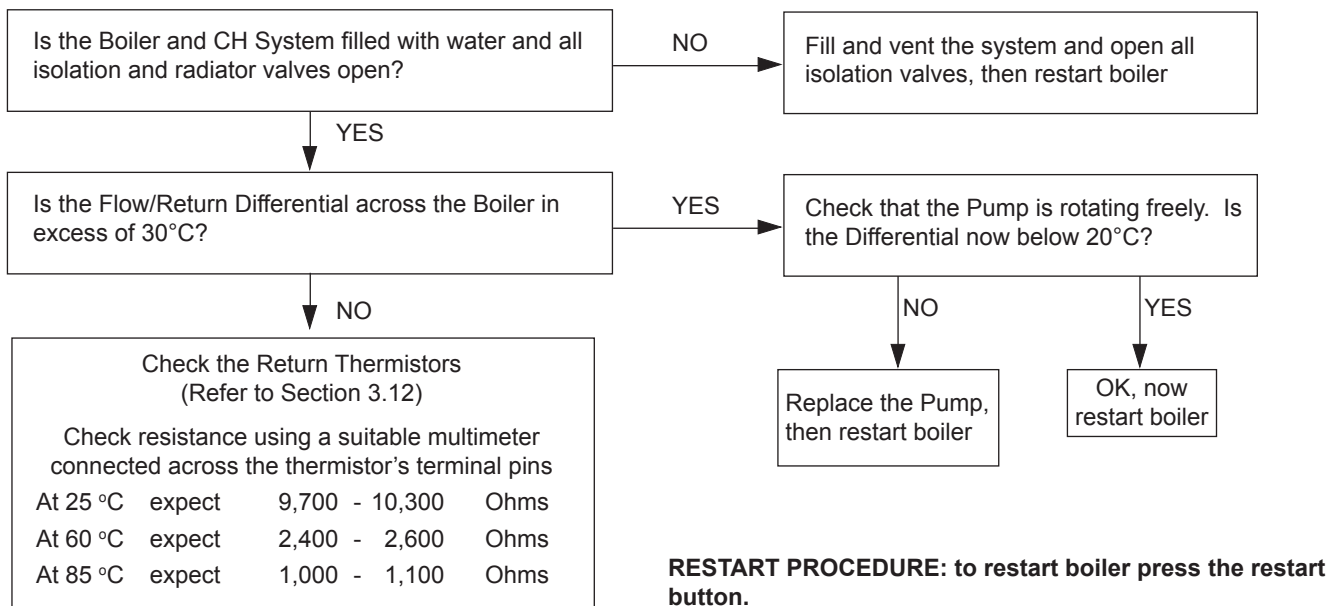 Is the Boiler and CH System filled with water and all
isolation and radiator valves open?
NO
Fill and vent the system and open all
isolation valves, then restart boiler
YES
Is the Flow/Return Differential across the Boiler in
excess of 30°C?
YES
Check that the Pump is rotating freely.  Is
the Differential now below 20°C?
NO
NO
YES
Check the Return Thermistors
(Refer to Section 3.12)
Check resistance using a suitable multimeter
connected across the thermistor's terminal pins
At 25 °C expect 9,700 - 10,300 Ohms
At 60 °C expect 2,400 - 2,600 Ohms
At 85 °C expect 1,000 - 1,100 Ohms
Replace the Pump,
then restart boiler
OK, now
restart boiler
RESTART PROCEDURE: to restart boiler press the restart
button.